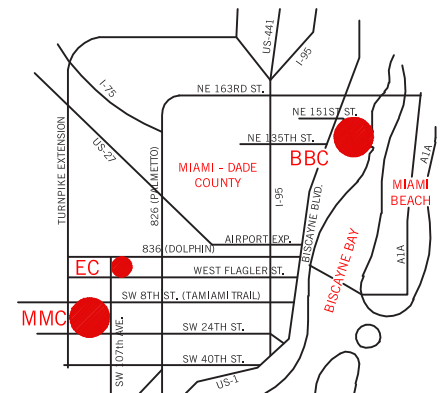 US-441
I-95
I-75
NE 163RD ST.
NE 151ST ST.
NE 135TH ST.
BBC
US-27
TURNPIKE EXTENSION
826 (PALMETTO)
MIAMI - DADE
COUNTY
I-95
A1A
MIAMI
BEACH
BISCAYNE BLVD.
AIRPORT EXP.
836 (DOLPHIN)
A1A
BISCAYNE BAY
EC
WEST FLAGLER ST.
SW 8TH ST. (TAMIAMI TRAIL)
MMC
SW 107th AVE.
SW 24TH ST.
SW 40TH ST.
US-1